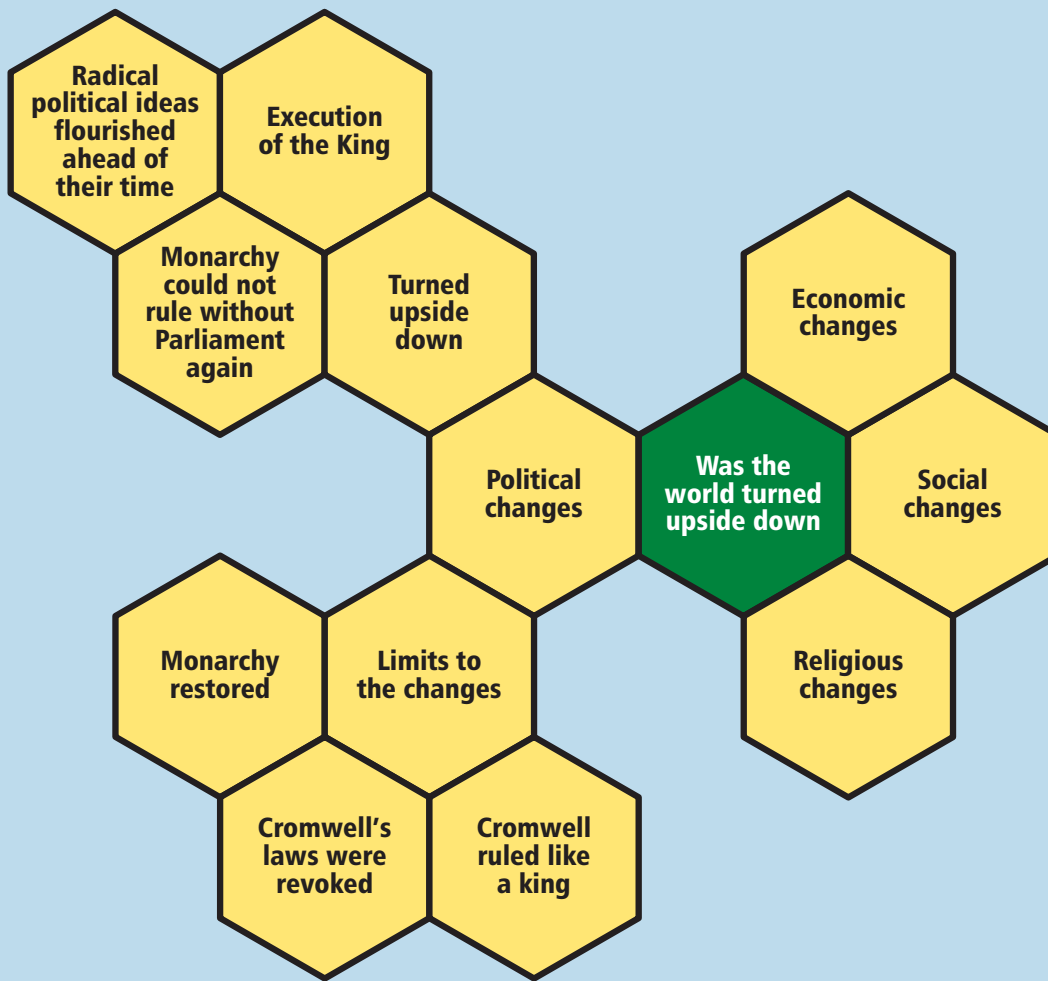 Radical
political ideas
flourished
ahead of
their time
Execution
of the King
Monarchy
could not
rule without
Parliament
again
Turned
upside
down
Economic
changes
Political
changes
Was the
world turned
upside down
Social
changes
Monarchy
restored
Limits to
the changes
Religious
changes
Cromwell’s
laws were
revoked
Cromwell
ruled like
a king